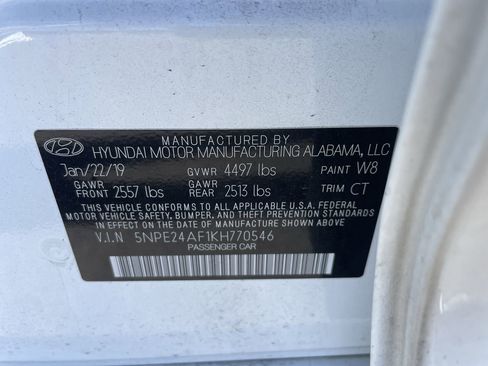 MANUFACTURED BY
HYUNDAI MOTOR MANUFACTURING ALABAMA, LLC
Jan/22/19 GVWR 4497 lbs PAINT W8
GAWR FRONT 2557 lbs GAWR REAR 2513 lbs TRIM CT
THIS VEHICLE CONFORMS TO ALL APPLICABLE U.S.A. FEDERAL
MOTOR VEHICLE SAFETY, BUMPER, AND THEFT PREVENTION
STANDARDS IN EFFECT ON THE DATE OF MANUFACTURE SHOWN ABOVE.
V.I.N 5NPE24AF1KH770546
PASSENGER CAR